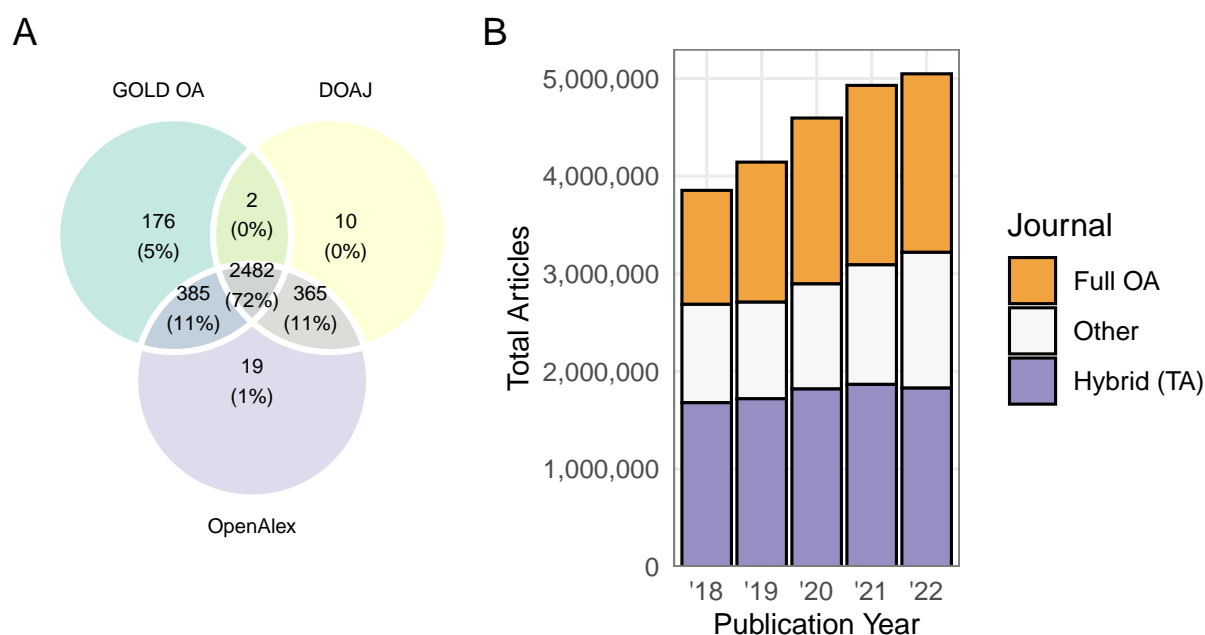 A
GOLD OA
DOAJ
2
(0%)
176
(5%)
10
(0%)
2482
(72%)
385
(11%)
365
(11%)
19
(1%)
OpenAlex
B
Total Articles
5,000,000
4,000,000
3,000,000
2,000,000
1,000,000
0
'18 '19 '20 '21 '22
Publication Year
Journal
Full OA
Other
Hybrid (TA)